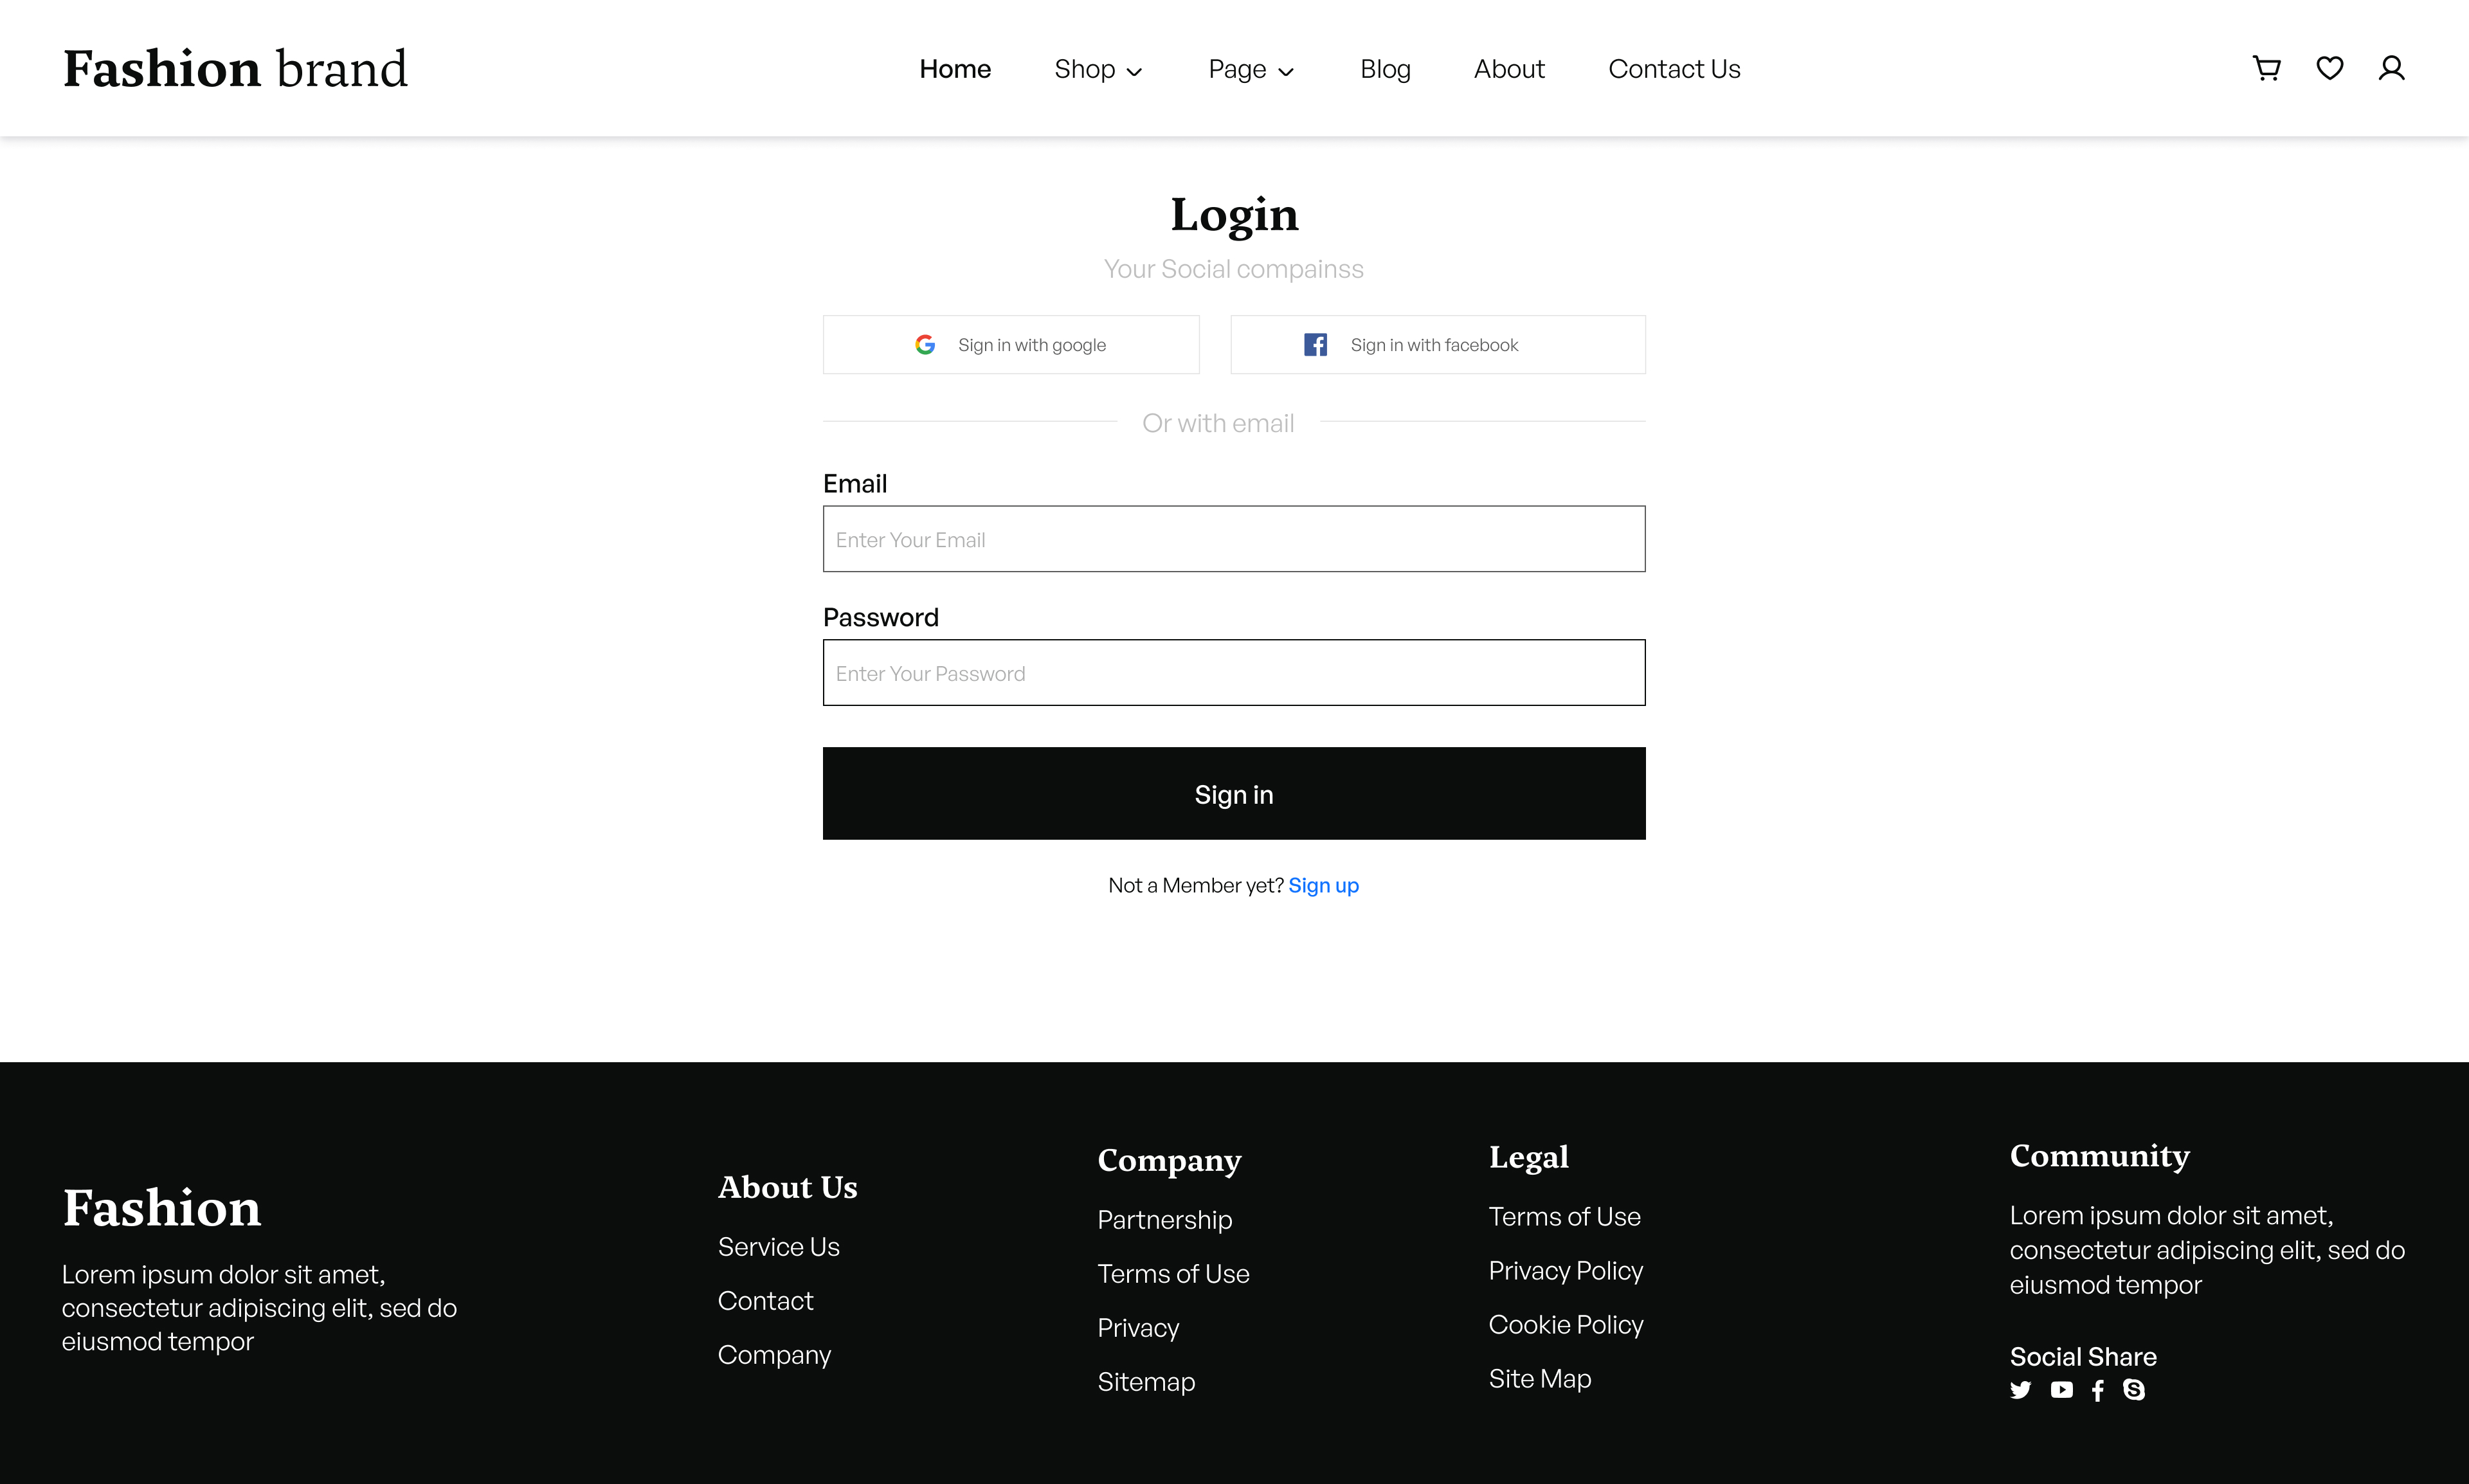 Fashion brand
Home
Shop
Page
Blog
About
Contact Us
Login
Your Social compainss
Sign in with google
Sign in with facebook
Or with email
Email
Enter Your Email
Password
Enter Your Password
Sign in
Not a Member yet? Sign up
Fashion
Lorem ipsum dolor sit amet,
consectetur adipiscing elit, sed do
eiusmod tempor
About Us
Service Us
Contact
Company
Company
Partnership
Terms of Use
Privacy
Sitemap
Legal
Terms of Use
Privacy Policy
Cookie Policy
Site Map
Community
Lorem ipsum dolor sit amet,
consectetur adipiscing elit, sed do
eiusmod tempor
Social Share